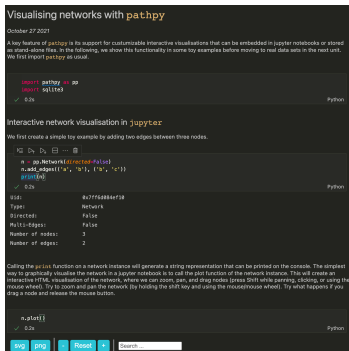 Visualising networks with pathpy
October 27 2021
A key feature of pathpy is its support for customizable interactive visualisations that can be embedded in jupyter notebooks or stored
as stand-alone files. In the following, we show this functionality in some toy examples before moving to real data sets in the next unit.
We first import pathpy as usual.
import pathpy as pp
import sqlite3
✓ 0.2s Python
Interactive network visualisation in jupyter
We first create a simple toy example by adding two edges between three nodes.
n = pp.Network(directed=False)
n.add_edges(('a', 'b'), ('b', 'c'))
print(n)
✓ 0.2s Python
Uid: 0x7ff6d084ef10
Type: Network
Directed: False
Multi-Edges: False
Number of nodes: 3
Number of edges: 2
Calling the print function on a network instance will generate a string representation that can be printed on the console. The simplest
way to graphically visualise the network in a jupyter notebook is to call the plot function of the network instance. This will create an
interactive HTML visualisation of the network, where we can zoom, pan, and drag nodes (press Shift while panning, clicking, or using the
mouse wheel). Try to zoom and pan the network (by holding the shift key and using the mouse/mouse wheel). Try what happens if you
drag a node and release the mouse button.
n.plot()
✓ 0.2s Python
svg png - Reset + Search ...